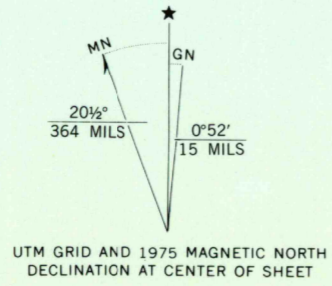 MN
GN
20½°
364 MILS
0°52'
15 MILS
UTM GRID AND 1975 MAGNETIC NORTH
DECLINATION AT CENTER OF SHEET